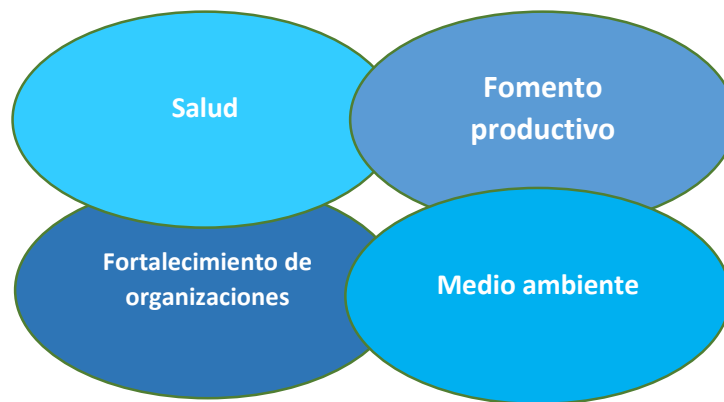 Salud
Fomento
productivo
Fortalecimiento de
organizaciones
Medio ambiente